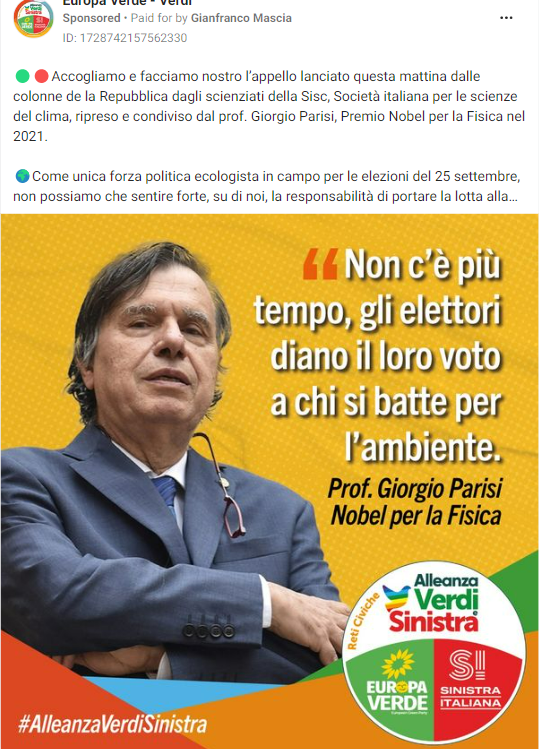 Europa Verde - Verdi
Sponsored • Paid for by Gianfranco Mascia
ID: 1728742157562330
🟢🔴Accogliamo e facciamo nostro l’appello lanciato questa mattina dalle
colonne de la Repubblica dagli scienziati della Sisc, Società italiana per le scienze
del clima, ripreso e condiviso dal prof. Giorgio Parisi, Premio Nobel per la Fisica nel
2021.
🌍Come unica forza politica ecologista in campo per le elezioni del 25 settembre,
non possiamo che sentire forte, su di noi, la responsabilità di portare la lotta alla...
“Non c’è più
tempo, gli elettori
diano il loro voto
a chi si batte per
l’ambiente.
Prof. Giorgio Parisi
Nobel per la Fisica
Reti Civiche
Alleanza
Verdi
Sinistra
EUROPA
VERDE
SI
SINISTRA
ITALIANA
#AlleanzaVerdiSinistra